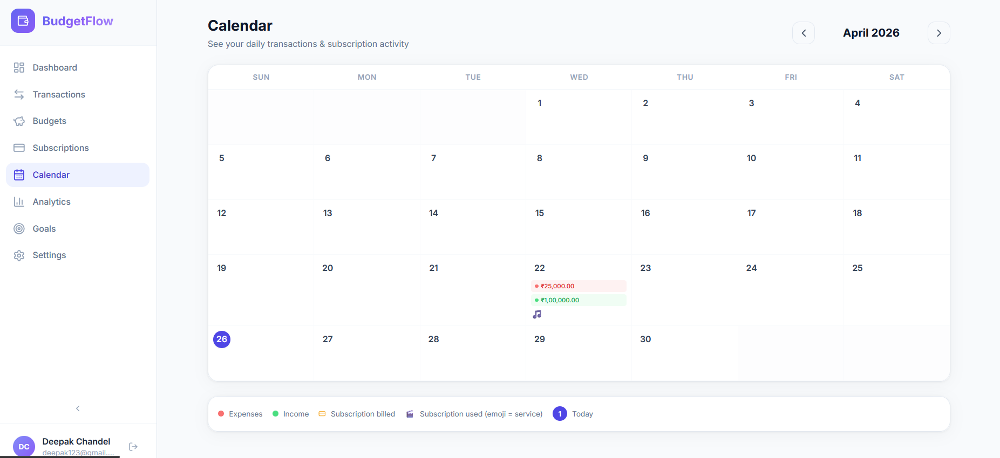 BudgetFlow
Dashboard
Transactions
Budgets
Subscriptions
Calendar
Analytics
Goals
Settings
DC
Deepak Chandel
deepak123@gmail....
Calendar
See your daily transactions & subscription activity
April 2026
SUN MON TUE WED THU FRI SAT
1 2 3 4
5 6 7 8 9 10 11
12 13 14 15 16 17 18
19 20 21 22 23 24 25
₹25,000.00
₹1,00,000.00
26 27 28 29 30
Expenses Income Subscription billed Subscription used (emoji = service) 1 Today